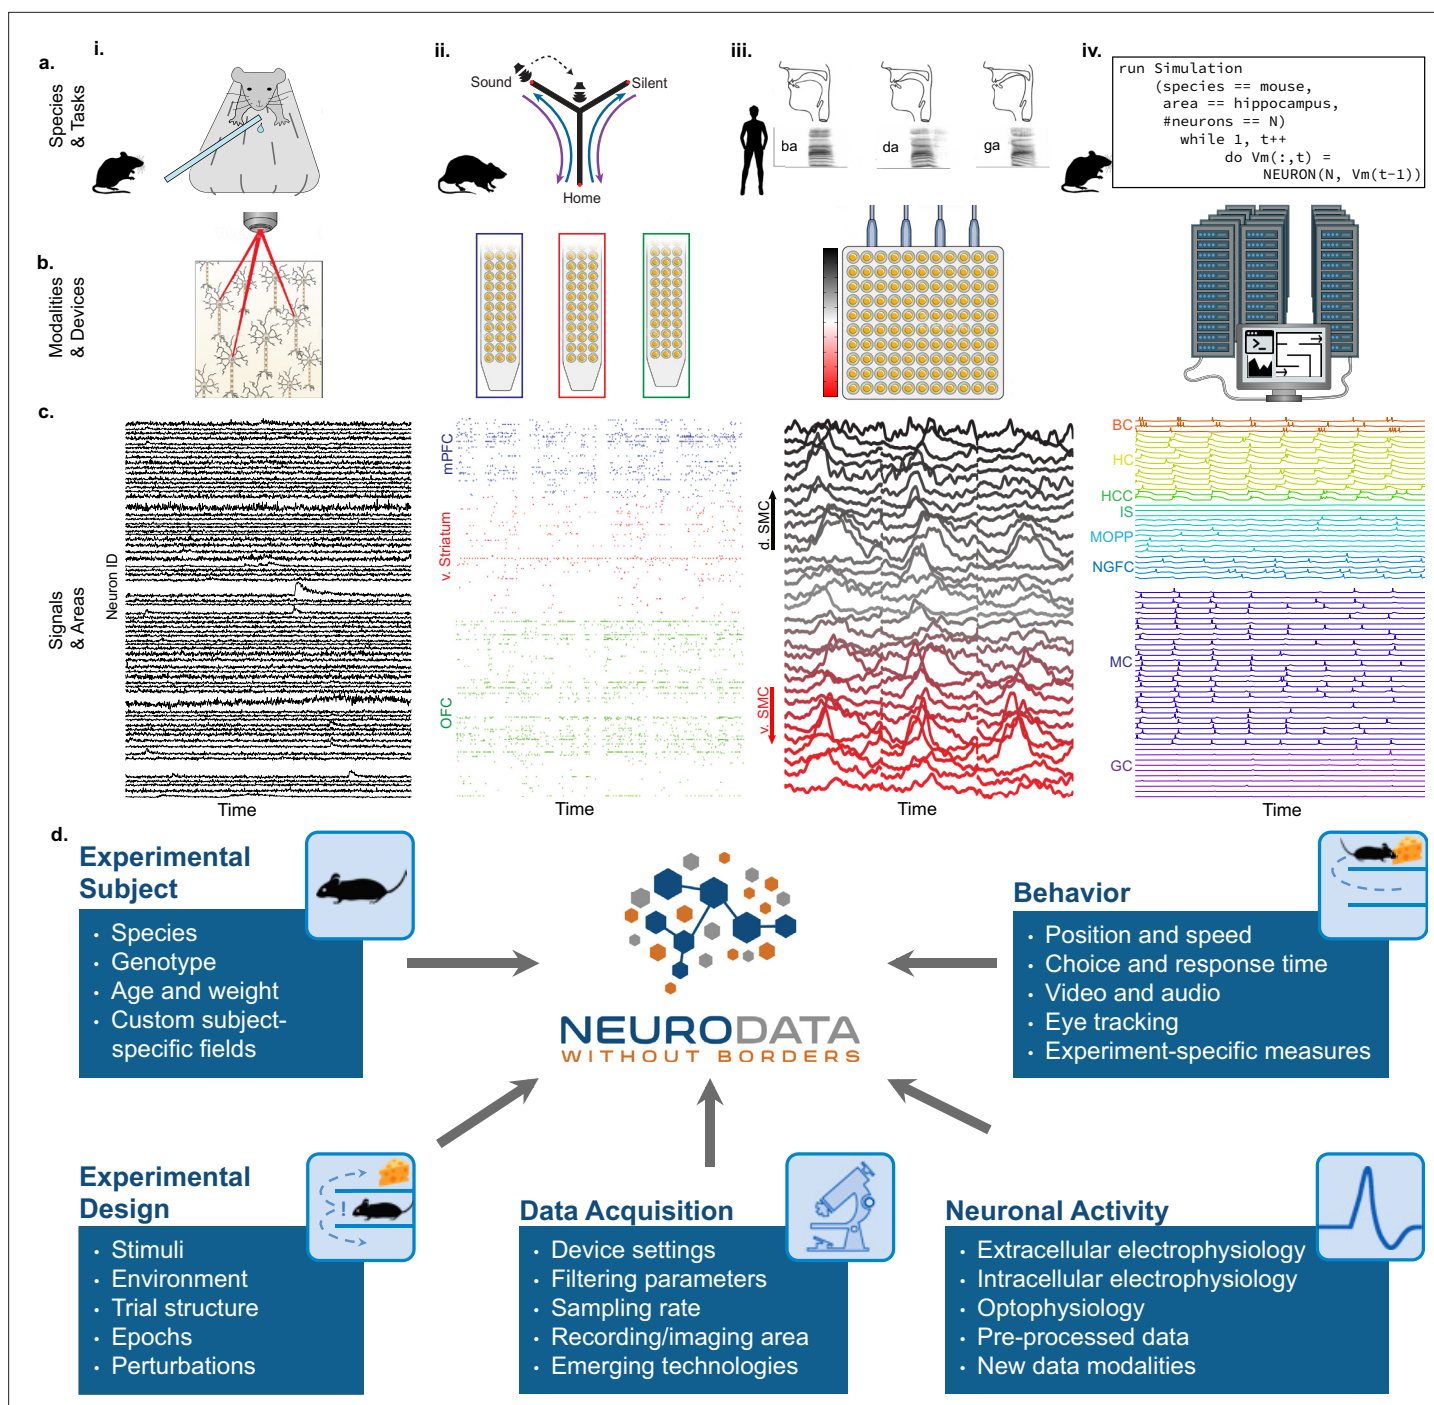 i.
ii.
iii.
iv.
a.
Species
& Tasks
Sound
Silent
Home
ba
da
ga
run Simulation
(species == mouse,
area == hippocampus,
#neurons == N)
while 1, t++
do Vm(:,t) =
NEURON(N, Vm(t-1))
b.
Modalities
& Devices
c.
Signals
& Areas
Neuron ID
Time
mPFC
v. Striatum
OFC
Time
d. SMC
v. SMC
Time
BC
HC
HCC
IS
MOPP
NGFC
MC
GC
Time
d.
Experimental
Subject
• Species
• Genotype
• Age and weight
• Custom subject-
specific fields
NEURODATA
WITHOUT BORDERS
Behavior
• Position and speed
• Choice and response time
• Video and audio
• Eye tracking
• Experiment-specific measures
Experimental
Design
!
• Stimuli
• Environment
• Trial structure
• Epochs
• Perturbations
Data Acquisition
• Device settings
• Filtering parameters
• Sampling rate
• Recording/imaging area
• Emerging technologies
Neuronal Activity
• Extracellular electrophysiology
• Intracellular electrophysiology
• Optophysiology
• Pre-processed data
• New data modalities